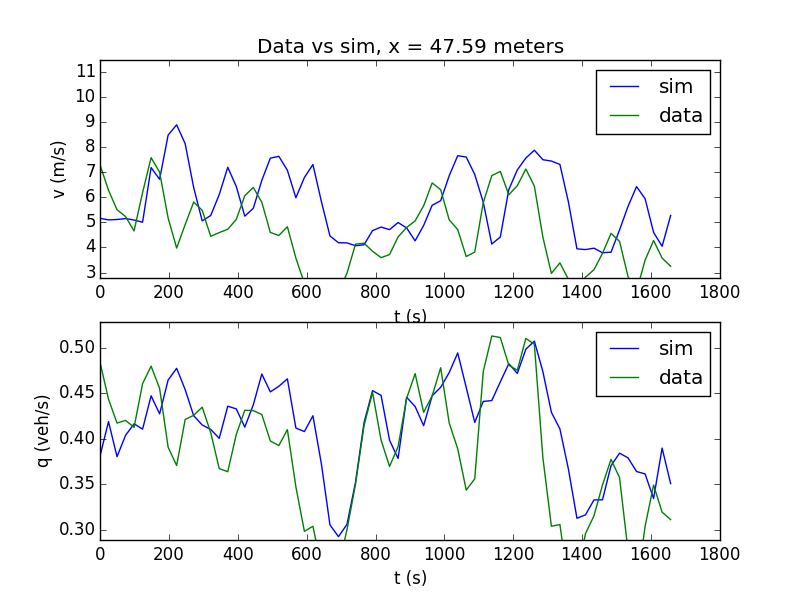 Data vs sim, x = 47.59 meters
11
10
9
8
7
6
5
4
3
v (m/s)
sim
data
0 200 400 600 800 1000 1200 1400 1600 1800
t (s)
0.50
0.45
0.40
0.35
0.30
q (veh/s)
sim
data
0 200 400 600 800 1000 1200 1400 1600 1800
t (s)